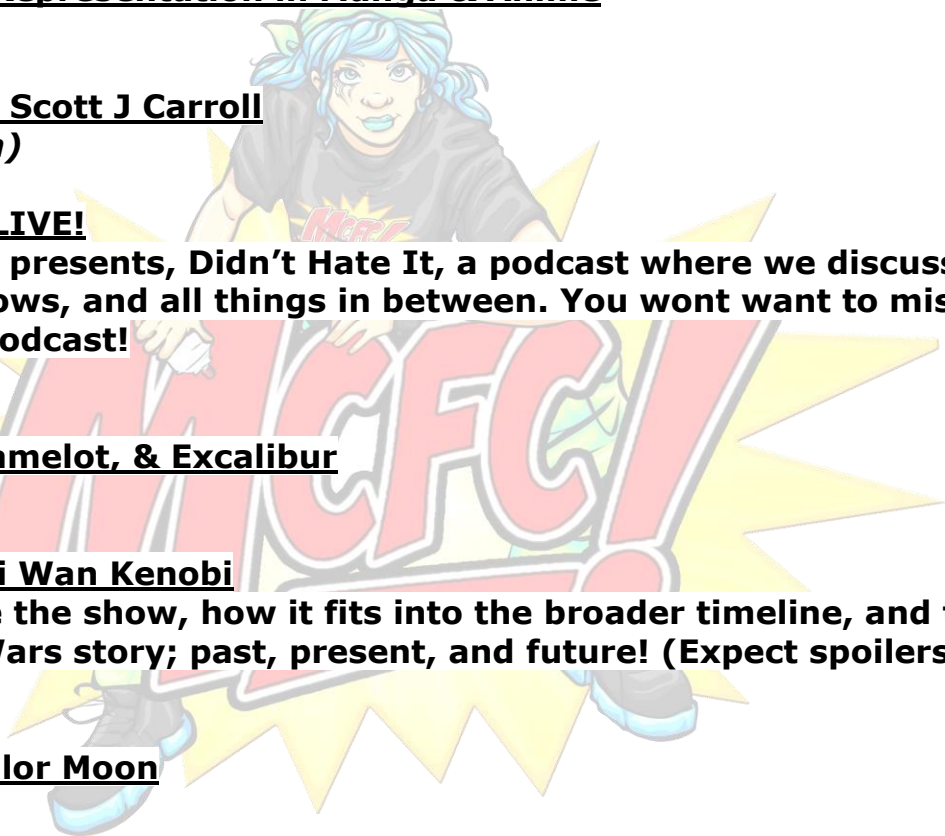 Representation in Manga & Anime
Scott J Carroll
LIVE!
presents, Didn’t Hate It, a podcast where we discuss
ows, and all things in between. You wont want to mis
odcast!
MCFC!
amelot, & Excalibur
MCFC!
i Wan Kenobi
e the show, how it fits into the broader timeline, and
Wars story; past, present, and future! (Expect spoilers
lor Moon